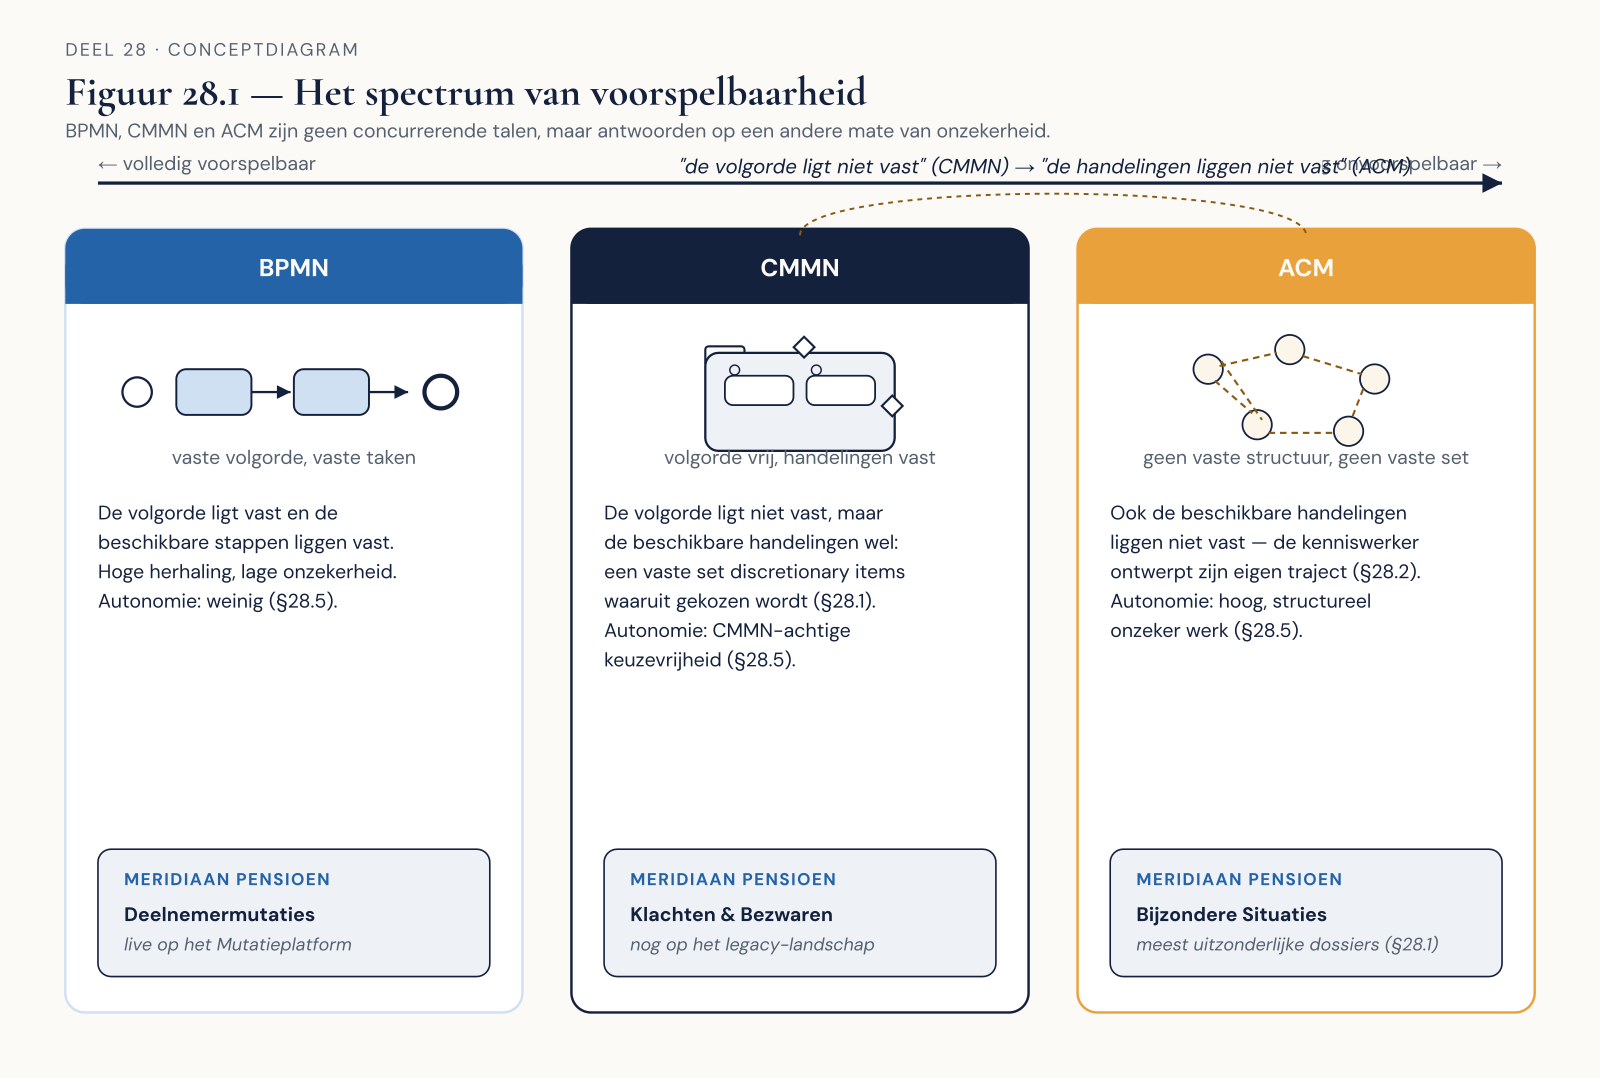 DEEL 28 · CONCEPTDIAGRAM
Figuur 28.1 — Het spectrum van voorspelbaarheid
BPMN, CMMN en ACM zijn geen concurrerende talen, maar antwoorden op een andere mate van onzekerheid.
← volledig voorspelbaar
"de volgorde ligt niet vast" (CMMN) → "de handelingen liggen niet vast" (ACM)
onvoorspelbaar →
BPMN
vaste volgorde, vaste taken
De volgorde ligt vast en de
beschikbare stappen liggen vast.
Hoge herhaling, lage onzekerheid.
Autonomie: weinig (§28.5).
MERIDIAAN PENSIOEN
Deelnemermutaties
live op het Mutatieplatform
CMMN
volgorde vrij, handelingen vast
De volgorde ligt niet vast, maar
de beschikbare handelingen wel:
een vaste set discretionary items
waaruit gekozen wordt (§28.1).
Autonomie: CMMN-achtige
keuzevrijheid (§28.5).
MERIDIAAN PENSIOEN
Klachten & Bezwaren
nog op het legacy-landschap
ACM
geen vaste structuur, geen vaste set
Ook de beschikbare handelingen
liggen niet vast — de kenniswerker
ontwerpt zijn eigen traject (§28.2).
Autonomie: hoog, structureel
onzeker werk (§28.5).
MERIDIAAN PENSIOEN
Bijzondere Situaties
meest uitzonderlijke dossiers (§28.1)